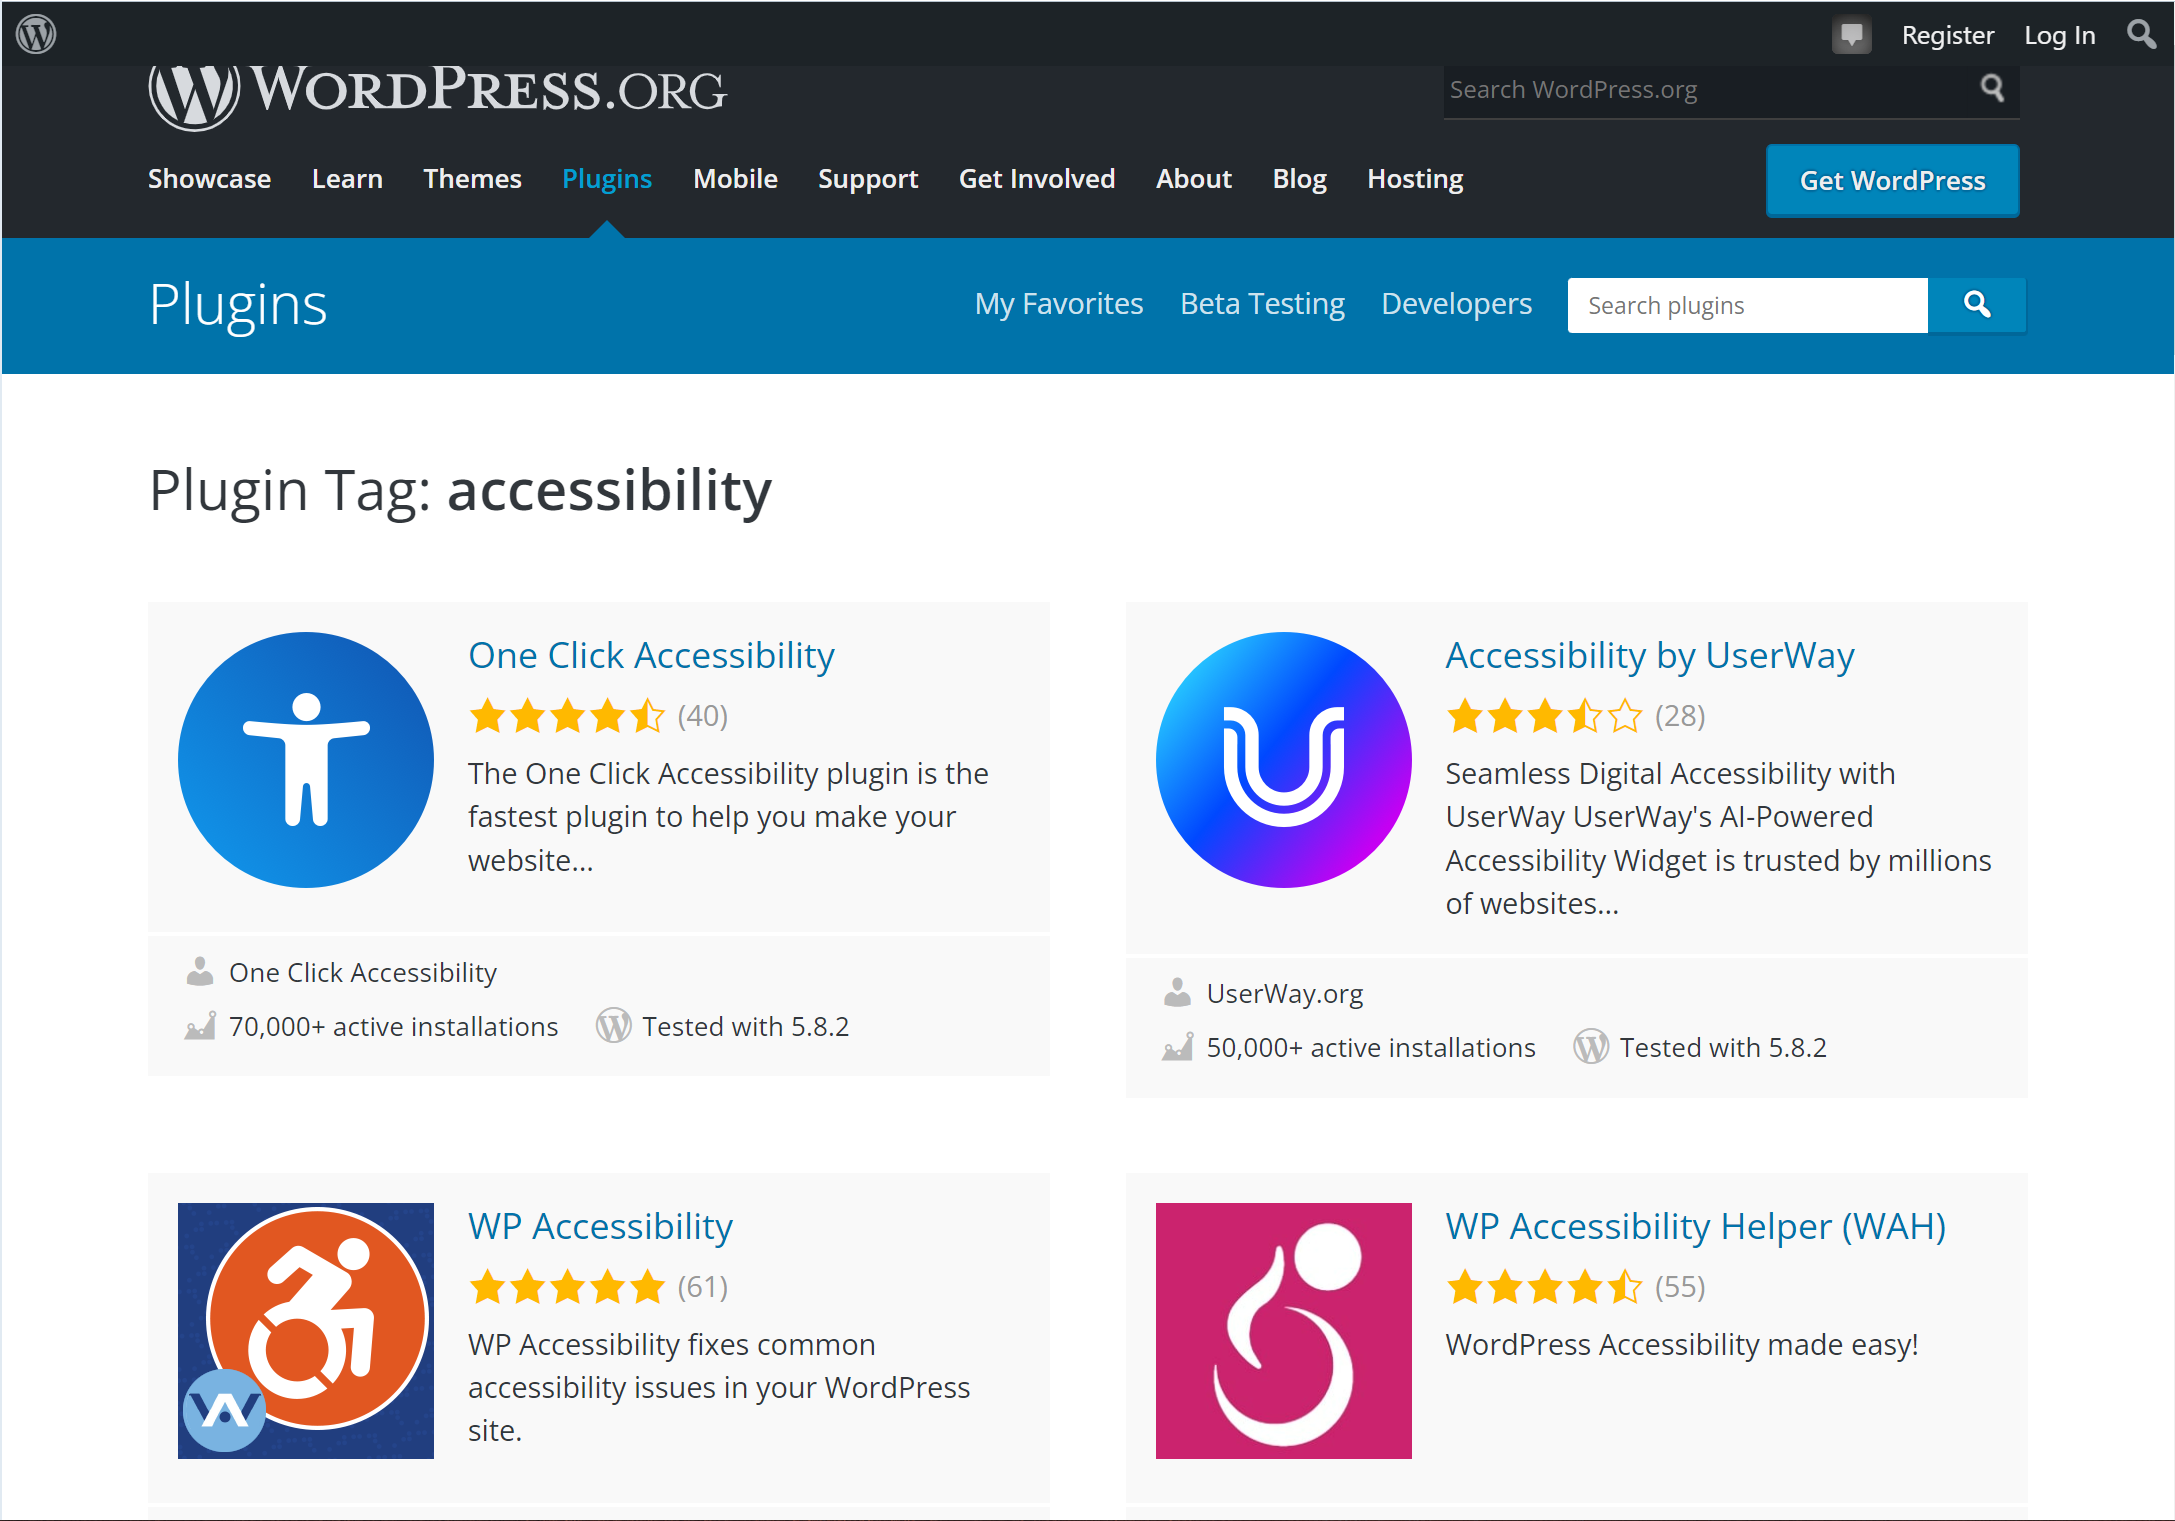 Register Log In
WORDPRESS.ORG
Search WordPress.org
Showcase Learn Themes Plugins Mobile Support Get Involved About Blog Hosting
Get WordPress
Plugins
My Favorites Beta Testing Developers
Search plugins
Plugin Tag: accessibility
One Click Accessibility
(40)
The One Click Accessibility plugin is the
fastest plugin to help you make your
website...
One Click Accessibility
70,000+ active installations
Tested with 5.8.2
Accessibility by UserWay
(28)
Seamless Digital Accessibility with
UserWay UserWay's AI-Powered
Accessibility Widget is trusted by millions
of websites...
UserWay.org
50,000+ active installations
Tested with 5.8.2
WP Accessibility
(61)
WP Accessibility fixes common
accessibility issues in your WordPress
site.
WP Accessibility Helper (WAH)
(55)
WordPress Accessibility made easy!